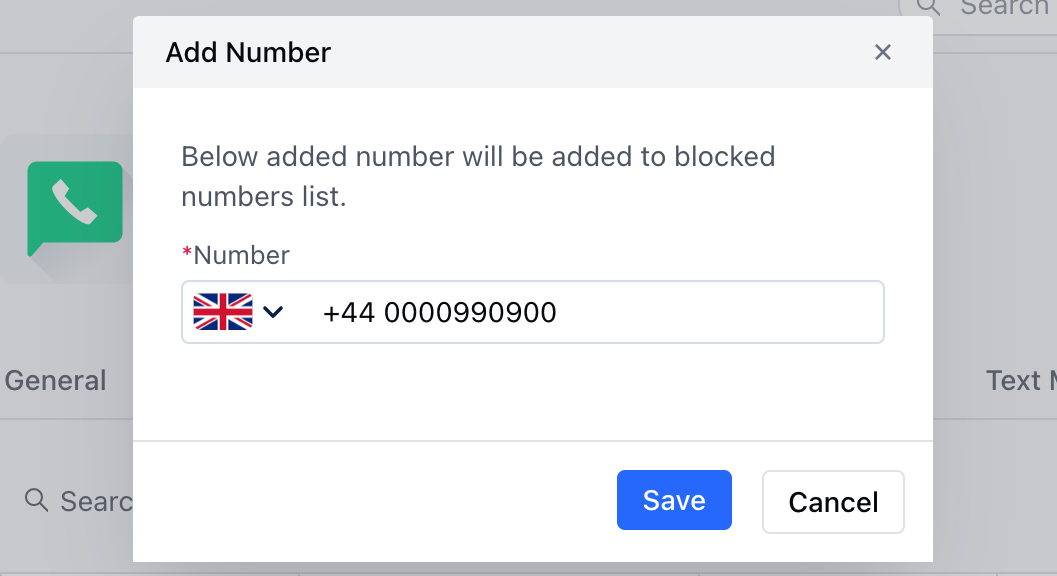 Search
Add Number
Below added number will be added to blocked
numbers list.
*Number
+44 0000990900
General
Text M
Searc
Save
Cancel